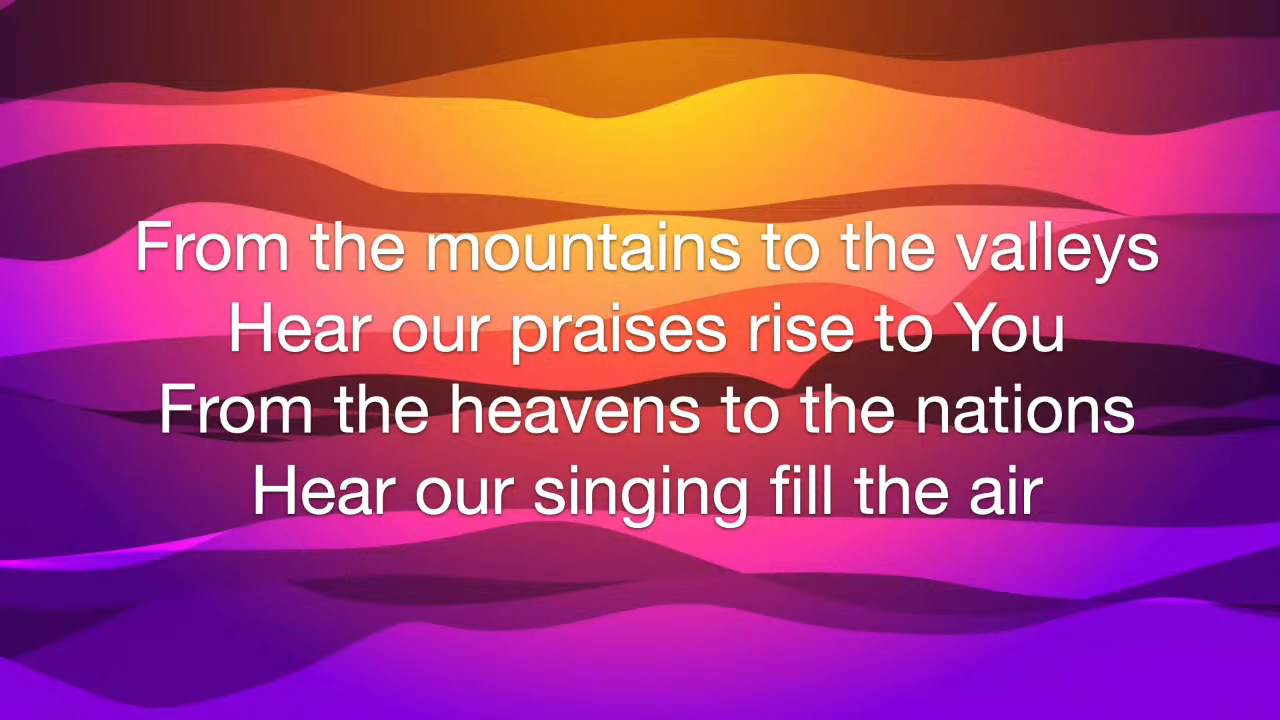 From the mountains to the valleys
Hear our praises rise to You
From the heavens to the nations
Hear our singing fill the air